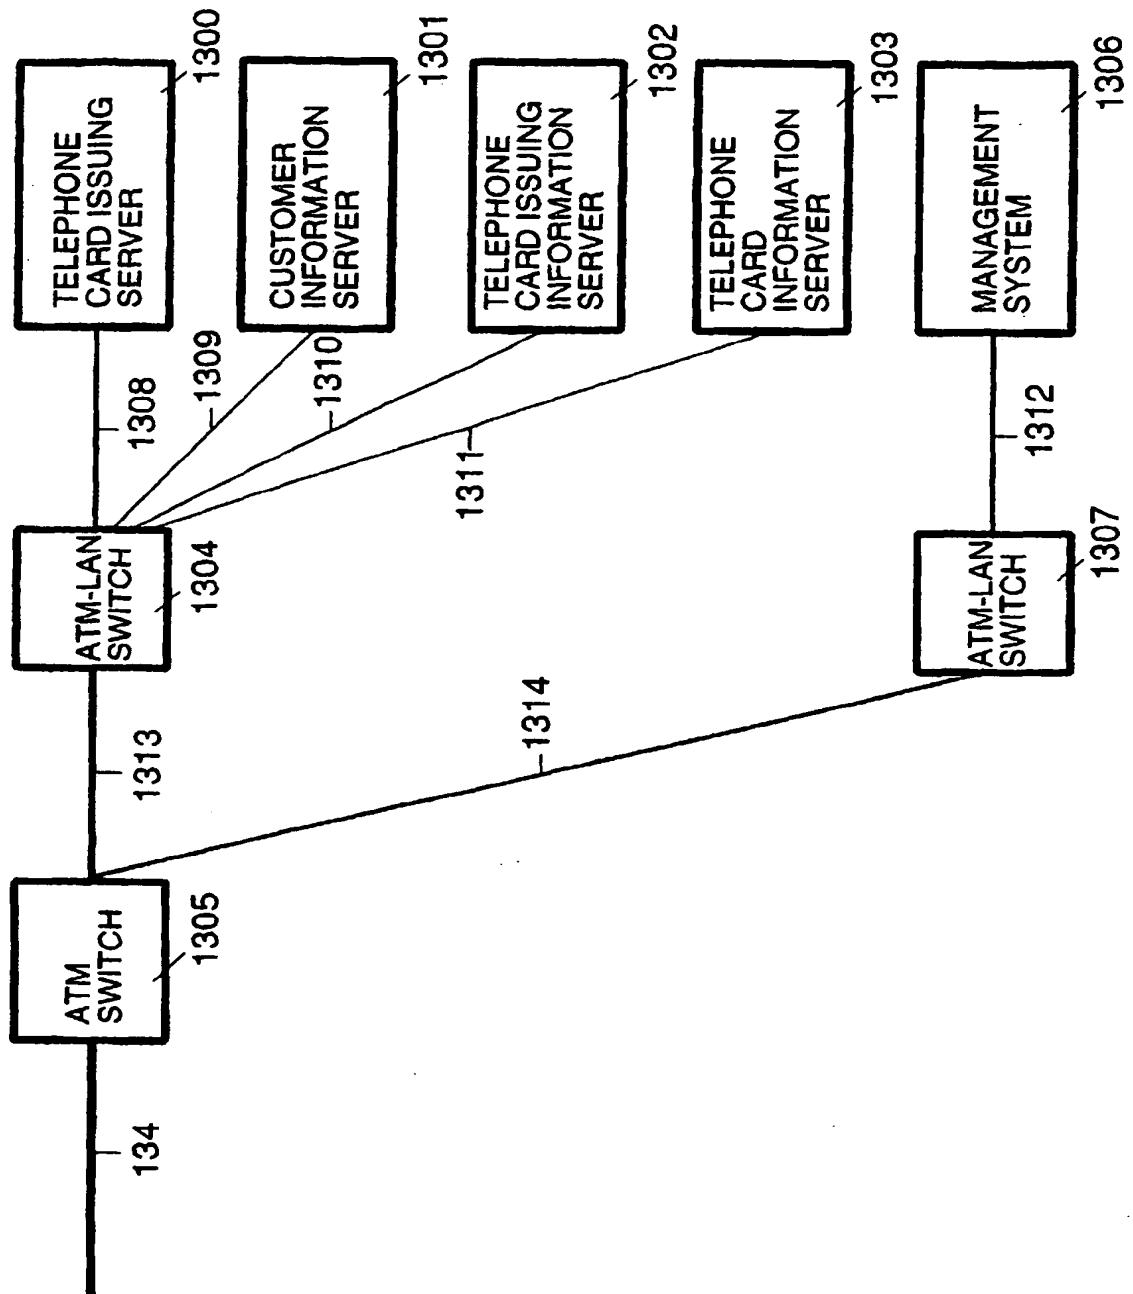 TELEPHONE
CARD ISSUING
SERVER
1300
CUSTOMER
INFORMATION
SERVER
1301
TELEPHONE
CARD ISSUING
INFORMATION
SERVER
1302
TELEPHONE
CARD
INFORMATION
SERVER
1303
MANAGEMENT
SYSTEM
1306
1308
1309
1310
1311
1312
ATM-LAN
SWITCH
1304
ATM-LAN
SWITCH
1307
1313
1314
ATM
SWITCH
1305
134